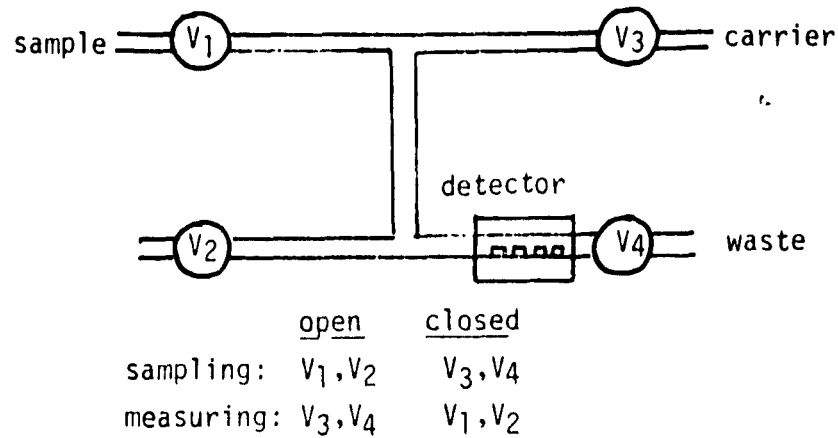 sample V1 V3 carrier
detector
V2 V4 waste
open closed
sampling: V1,V2 V3,V4
measuring: V3,V4 V1,V2